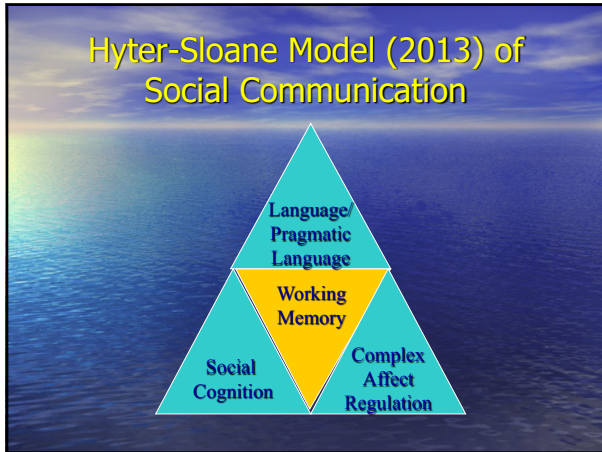 Hyter-Sloane Model (2013) of
Social Communication
Language/
Pragmatic
Language
Working
Memory
Social
Cognition
Complex
Affect
Regulation